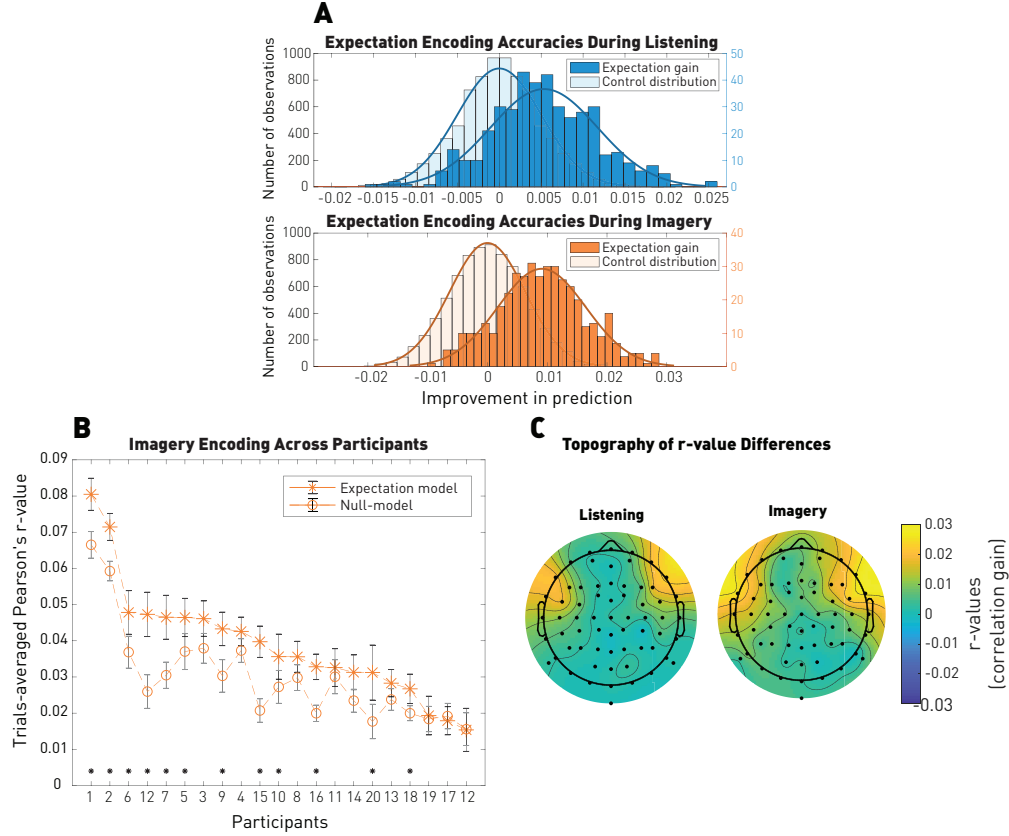 A
Expectation Encoding Accuracies During Listening
Number of observations
1000
800
600
400
200
0
Expectation gain
Control distribution
50
40
30
20
10
0
-0.02 -0.015 -0.01 -0.005 0 0.005 0.01 0.015 0.02 0.025
Expectation Encoding Accuracies During Imagery
Number of observations
1000
800
600
400
200
0
Expectation gain
Control distribution
40
30
20
10
0
-0.02 -0.01 0 0.01 0.02 0.03
Improvement in prediction
B
Imagery Encoding Across Participants
Trials-averaged Pearson's r-value
0.09
0.08
0.07
0.06
0.05
0.04
0.03
0.02
0.01
0
Expectation model
Null-model
1 2 6 12 7 5 3 9 4 15 10 8 16 11 14 20 13 18 19 17 12
Participants
C
Topography of r-value Differences
Listening
Imagery
0.03
0.02
0.01
0
-0.01
-0.02
-0.03
r-values
(correlation gain)